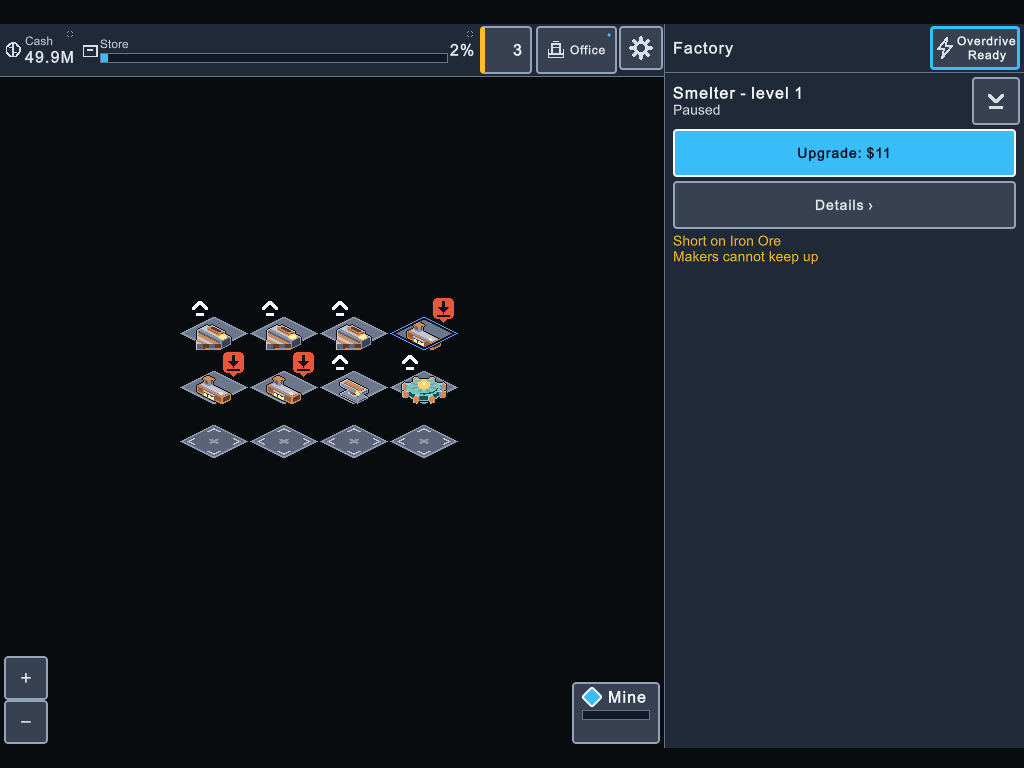 Cash
49.9M
Store
2%
3
Office
Factory
Overdrive
Ready
Smelter - level 1
Paused
Upgrade: $11
Details ›
Short on Iron Ore
Makers cannot keep up
+
−
Mine